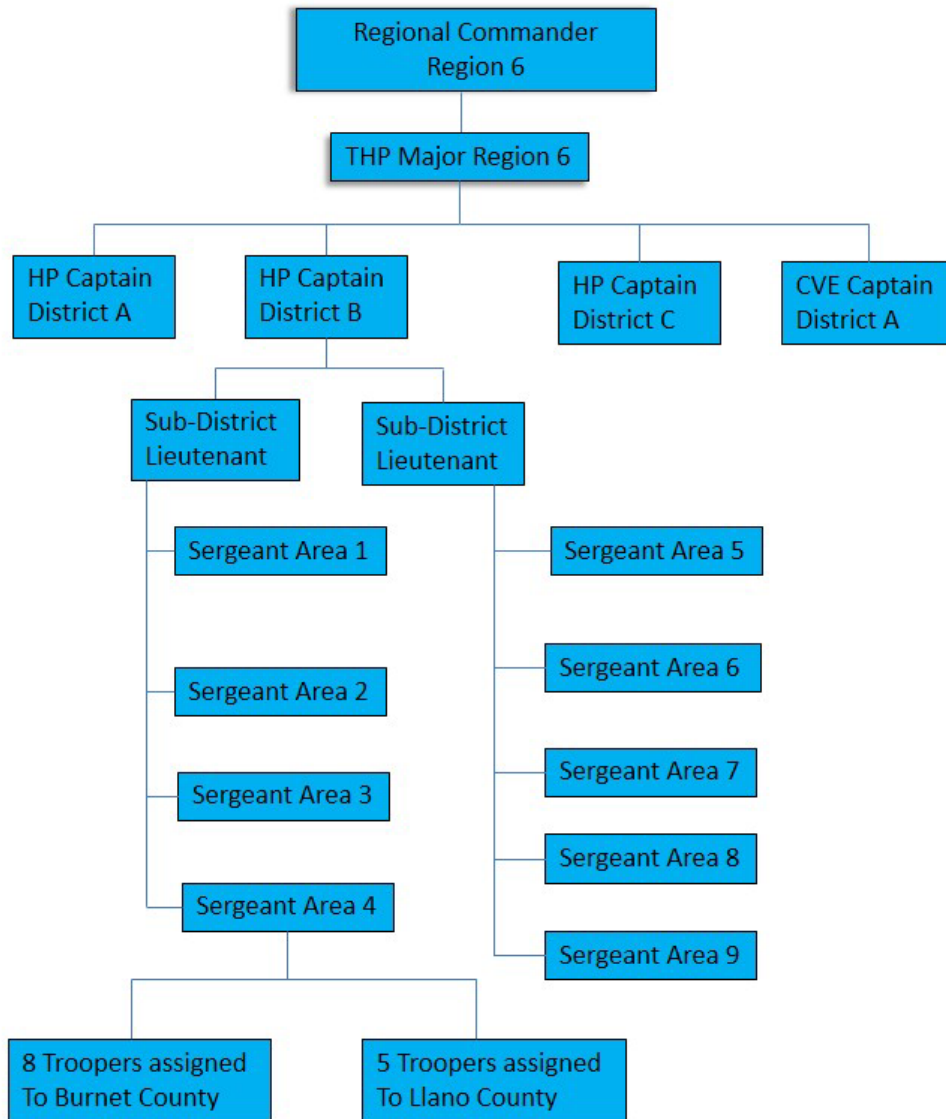 Regional Commander
Region 6
THP Major Region 6
HP Captain
District A
HP Captain
District B
HP Captain
District C
CVE Captain
District A
Sub-District
Lieutenant
Sub-District
Lieutenant
Sergeant Area 1
Sergeant Area 2
Sergeant Area 3
Sergeant Area 4
Sergeant Area 5
Sergeant Area 6
Sergeant Area 7
Sergeant Area 8
Sergeant Area 9
8 Troopers assigned
To Burnet County
5 Troopers assigned
To Llano County